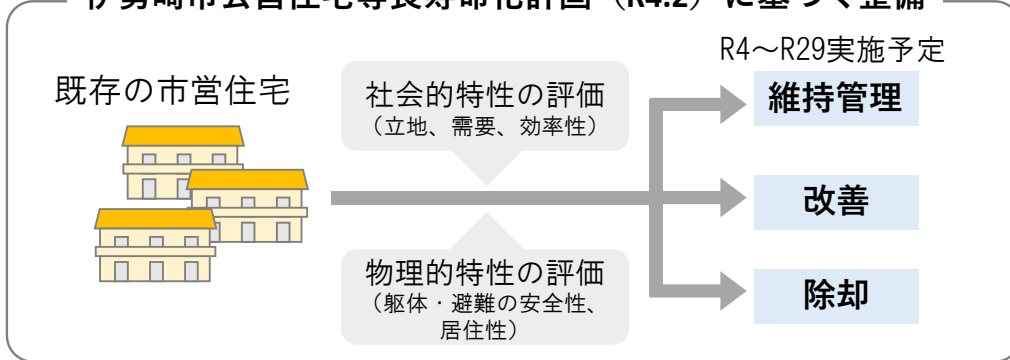 伊勢崎市公営住宅等長寿命化計画（R4.2）に基づく整備
R4～R29実施予定
既存の市営住宅
社会的特性の評価
（立地、需要、効率性）
維持管理
改善
物理的特性の評価
（躯体・避難の安全性、
居住性）
除却